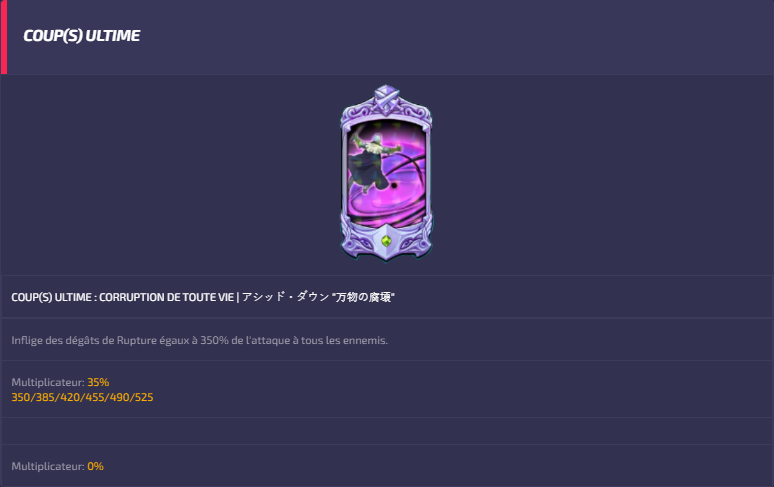 COUP(S) ULTIME
COUP(S) ULTIME : CORRUPTION DE TOUTE VIE | アシッド・ダウン "万物の腐壊"
Inflige des dégâts de Rupture égaux à 350% de l'attaque à tous les ennemis.
Multiplicateur: 35%
350/385/420/455/490/525
Multiplicateur: 0%